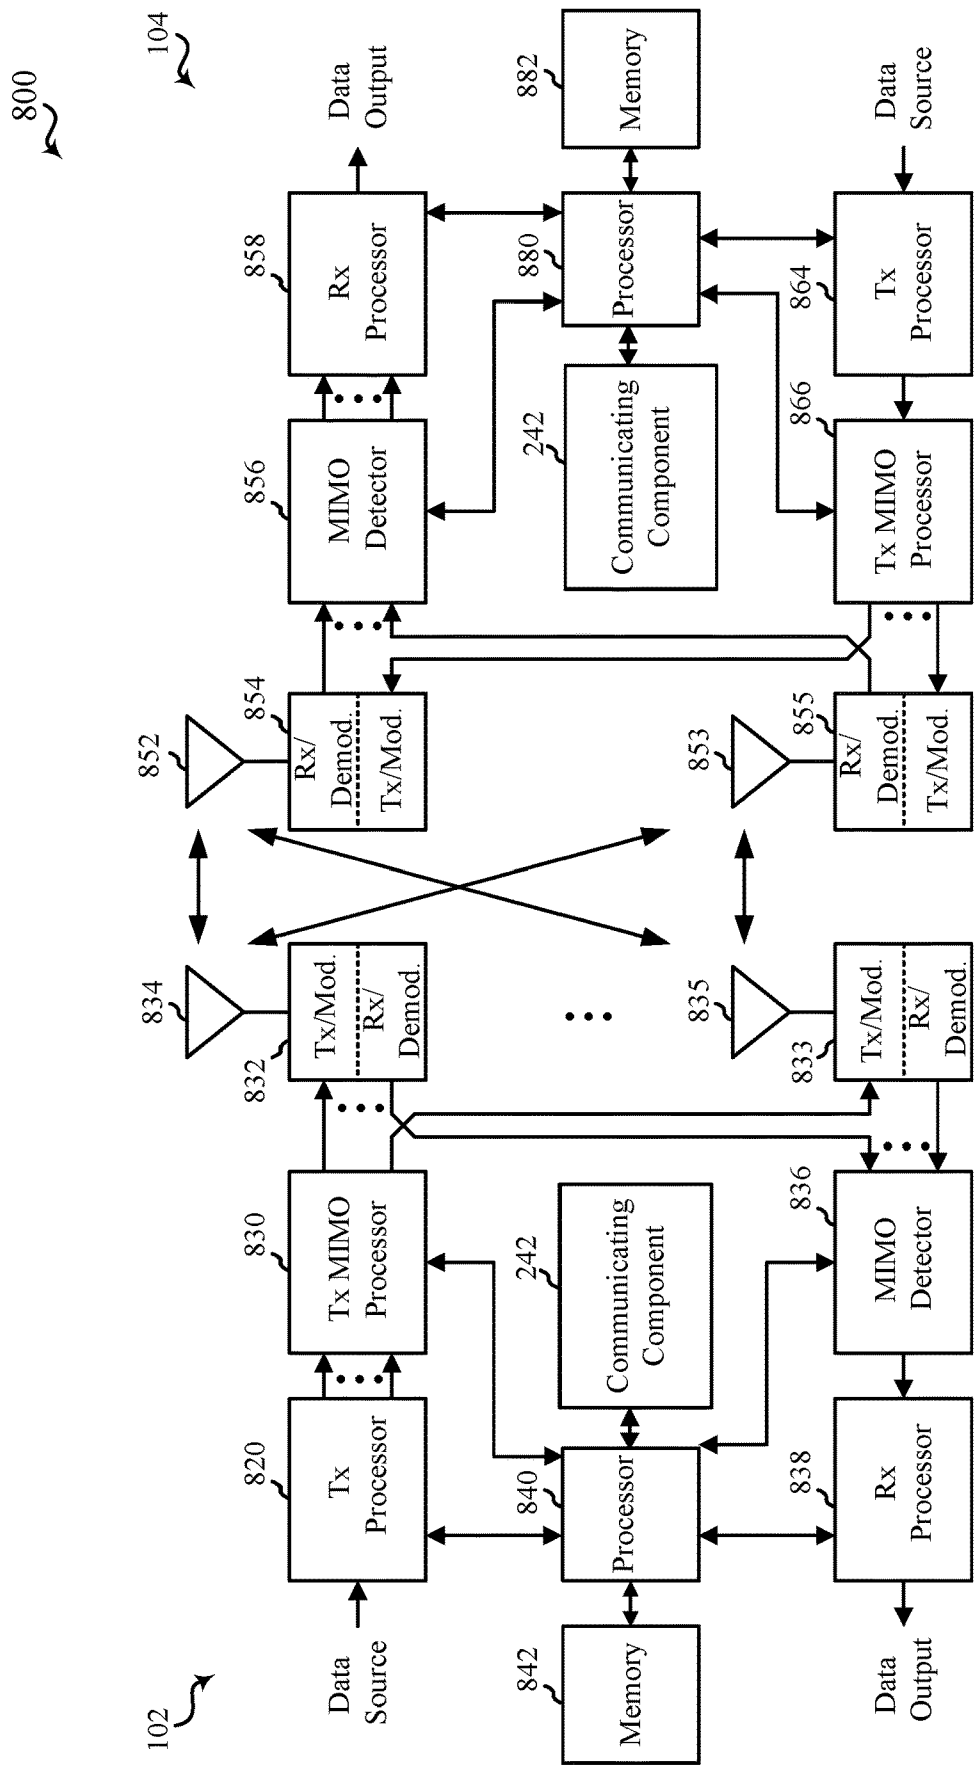 800
102
104
Data
Source
820
Tx
Processor
830
Tx MIMO
Processor
832
Tx/Mod.
Rx/
Demod.
834
852
854
Rx/
Demod.
Tx/Mod.
856
MIMO
Detector
858
Rx
Processor
Data
Output
842
Memory
840
Processor
242
Communicating
Component
242
Communicating
Component
880
Processor
882
Memory
Data
Output
838
Rx
Processor
836
MIMO
Detector
833
Tx/Mod.
Rx/
Demod.
835
853
855
Rx/
Demod.
Tx/Mod.
866
Tx MIMO
Processor
864
Tx
Processor
Data
Source